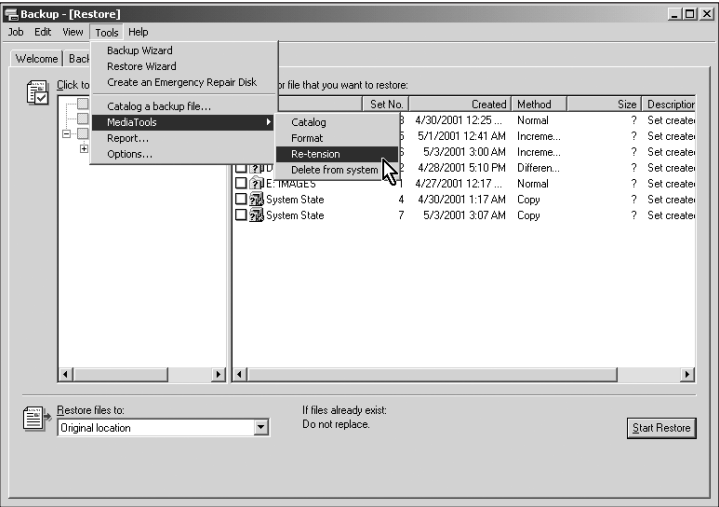 Backup - [Restore]
Job Edit View Tools Help
Welcome
Backup Wizard
Restore Wizard
Create an Emergency Repair Disk
Catalog a backup file...
MediaTools
Report...
Options...
Catalog
Format
Re-tension
Delete from system
Click to
or file that you want to restore:
Set No. Created Method Size Description
4/30/2001 12:25 ... Normal ? Set create
5/1/2001 12:41 AM Increme... ? Set create
5/3/2001 3:00 AM Increme... ? Set create
4/28/2001 5:10 PM Differen... ? Set create
E: IMAGES 1 4/27/2001 12:17 ... Normal ? Set create
System State 4 4/30/2001 1:17 AM Copy ? Set create
System State 7 5/3/2001 3:07 AM Copy ? Set create
Restore files to:
Original location
If files already exist:
Do not replace.
Start Restore